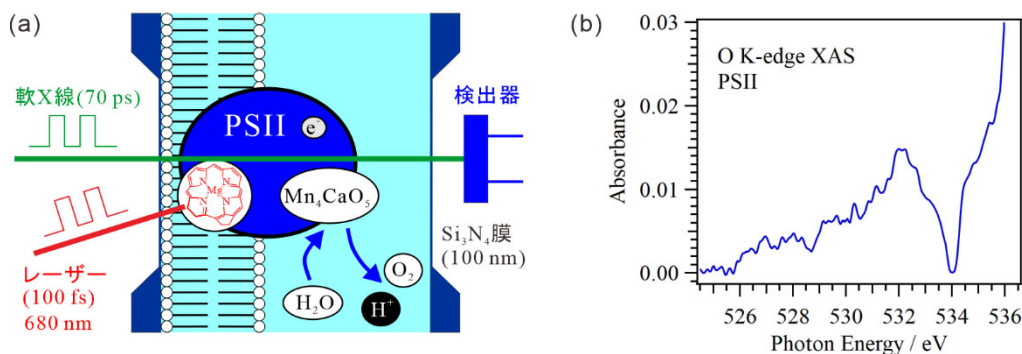 (a)
軟X線(70 ps)
PSII
e⁻
検出器
Mg
N
N
N
N
Mn₄CaO₅
Si₃N₄膜
(100 nm)
レーザー
(100 fs)
680 nm
H₂O
O₂
H⁺
(b)
O K-edge XAS
PSII
Absorbance
0.03
0.02
0.01
0.00
526 528 530 532 534 536
Photon Energy / eV